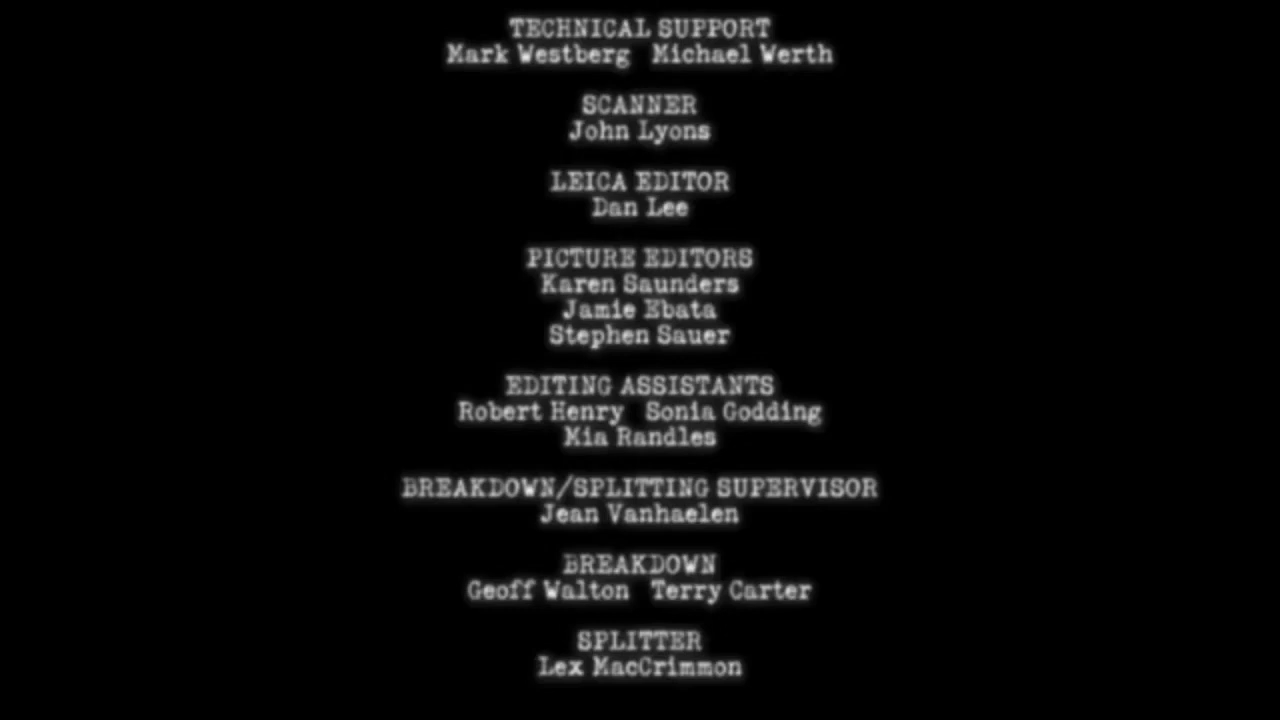 TECHNICAL SUPPORT
Mark Westberg Michael Werth
SCANNER
John Lyons
LEICA EDITOR
Dan Lee
PICTURE EDITORS
Karen Saunders
Jamie Ebata
Stephen Sauer
EDITING ASSISTANTS
Robert Henry Sonia Godding
Mia Randles
BREAKDOWN/SPLITTING SUPERVISOR
Jean Vanhaelen
BREAKDOWN
Geoff Walton Terry Carter
SPLITTER
Lex MacCrimmon